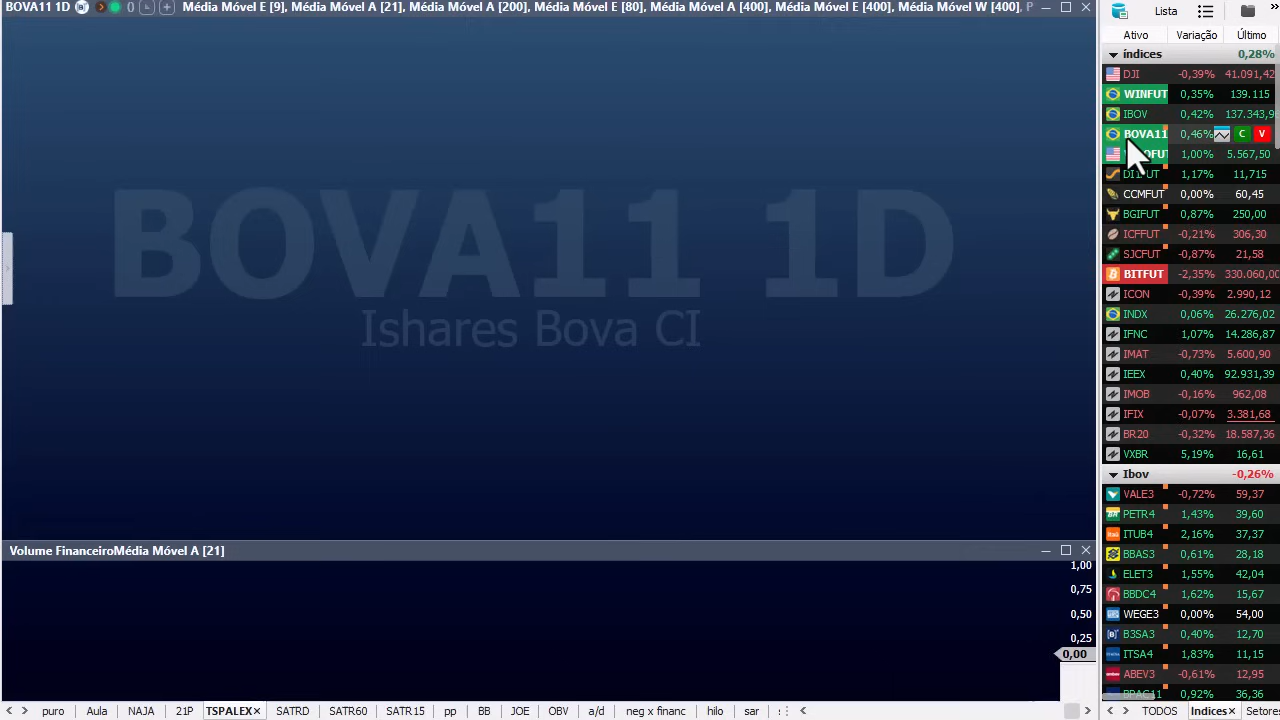 BOVA11 1D Média Móvel E [9], Média Móvel A [21], Média Móvel A [200], Média Móvel E [80], Média Móvel A [400], Média Móvel E [400], Média Móvel W [400], P
BOVA11 1D
Ishares Bova CI
Volume FinanceiroMédia Móvel A [21]
1,00
0,75
0,50
0,25
0,00
puro Aula NAJA 21P TSPALEX× SATRD SATR60 SATR15 pp BB JOE OBV a/d neg x financ hilo sar
Lista
Ativo Variação Último
índices 0,28%
DJI -0,39% 41.091,42
WINFUT 0,35% 139.115
IBOV 0,42%
BOVA11 0,46% C V
1,00% 5.567,50
DI1FUT 1,17% 11,715
CCMFUT 0,00% 60,45
BGIFUT 0,87% 250,00
ICFFUT -0,21% 306,30
SJCFUT -0,87% 21,58
BITFUT -2,35% 330.060,00
ICON -0,39% 2.990,12
INDX 0,06% 26.276,02
IFNC 1,07% 14.286,87
IMAT -0,73% 5.600,90
IEEX 0,40% 92.931,39
IMOB -0,16% 962,08
IFIX -0,07% 3.381,68
BR20 -0,32% 18.587,36
VXBR 5,19% 16,61
Ibov -0,26%
VALE3 -0,72% 59,37
PETR4 1,43% 39,60
ITUB4 2,16% 37,37
BBAS3 0,61% 28,18
ELET3 1,55% 42,04
BBDC4 1,62% 15,67
WEGE3 0,00% 54,00
B3SA3 0,40% 12,70
ITSA4 1,83% 11,15
ABEV3 -0,61% 12,95
BPAC11 0,92% 36,36
TODOS Indices× Setores